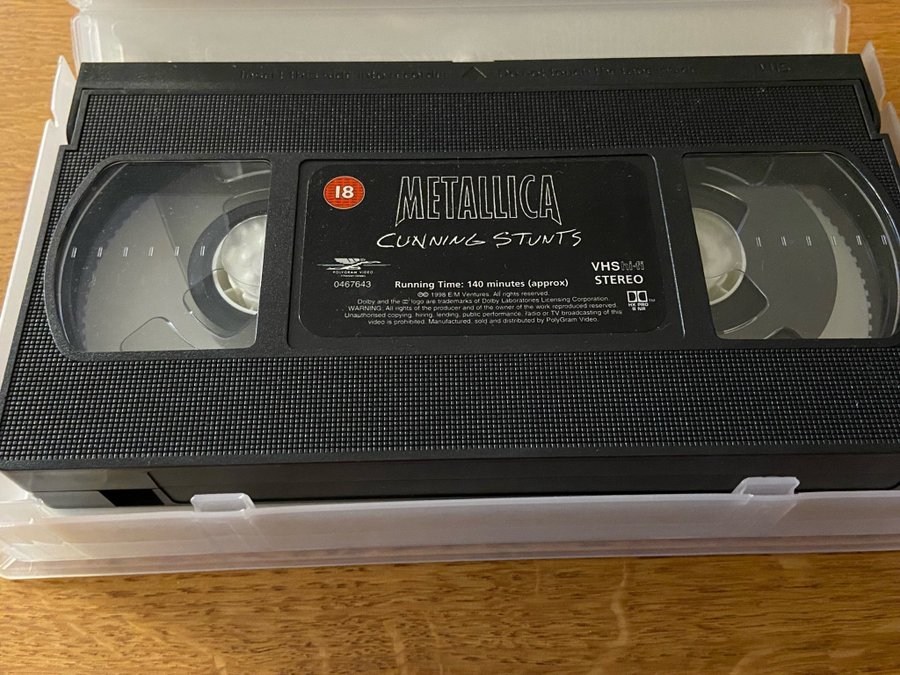 VHS
18
METALLICA
CUNNING STUNTS
POLYGRAM VIDEO
0467643
VHS hi-fi
STEREO
Running Time: 140 minutes (approx)
℗© 1998 E/M Ventures. All rights reserved.
Dolby and the logo are trademarks of Dolby Laboratories Licensing Corporation.
WARNING: All rights of the producer and of the owner of the work reproduced reserved.
Unauthorised copying, hiring, lending, public performance, radio or TV broadcasting of this
video is prohibited. Manufactured, sold and distributed by PolyGram Video.